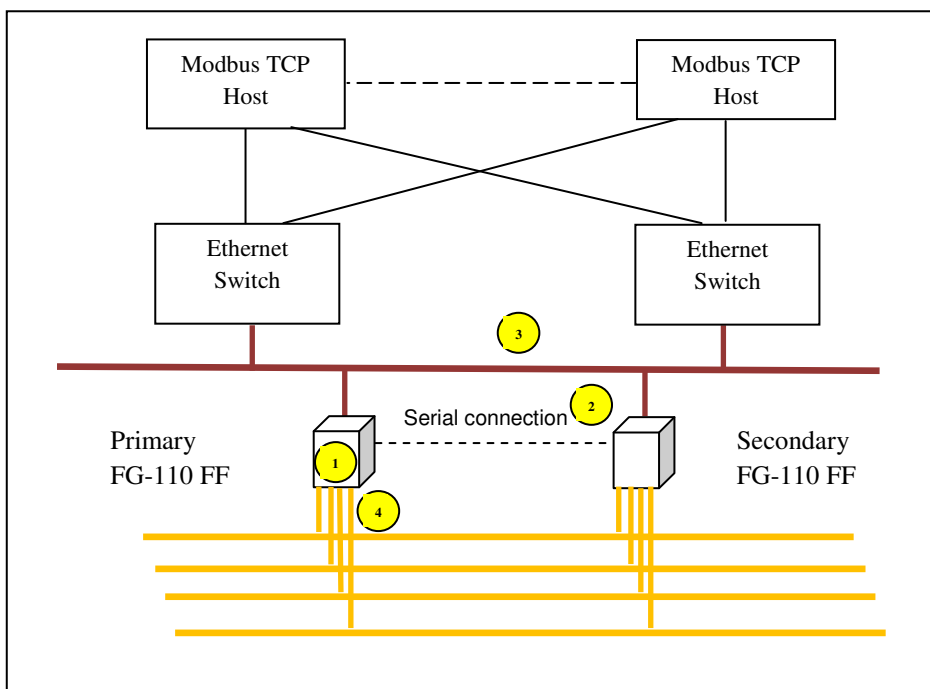 Modbus TCP
Host
Modbus TCP
Host
Ethernet
Switch
Ethernet
Switch
3
2
Serial connection
Primary
FG-110 FF
1
Secondary
FG-110 FF
4